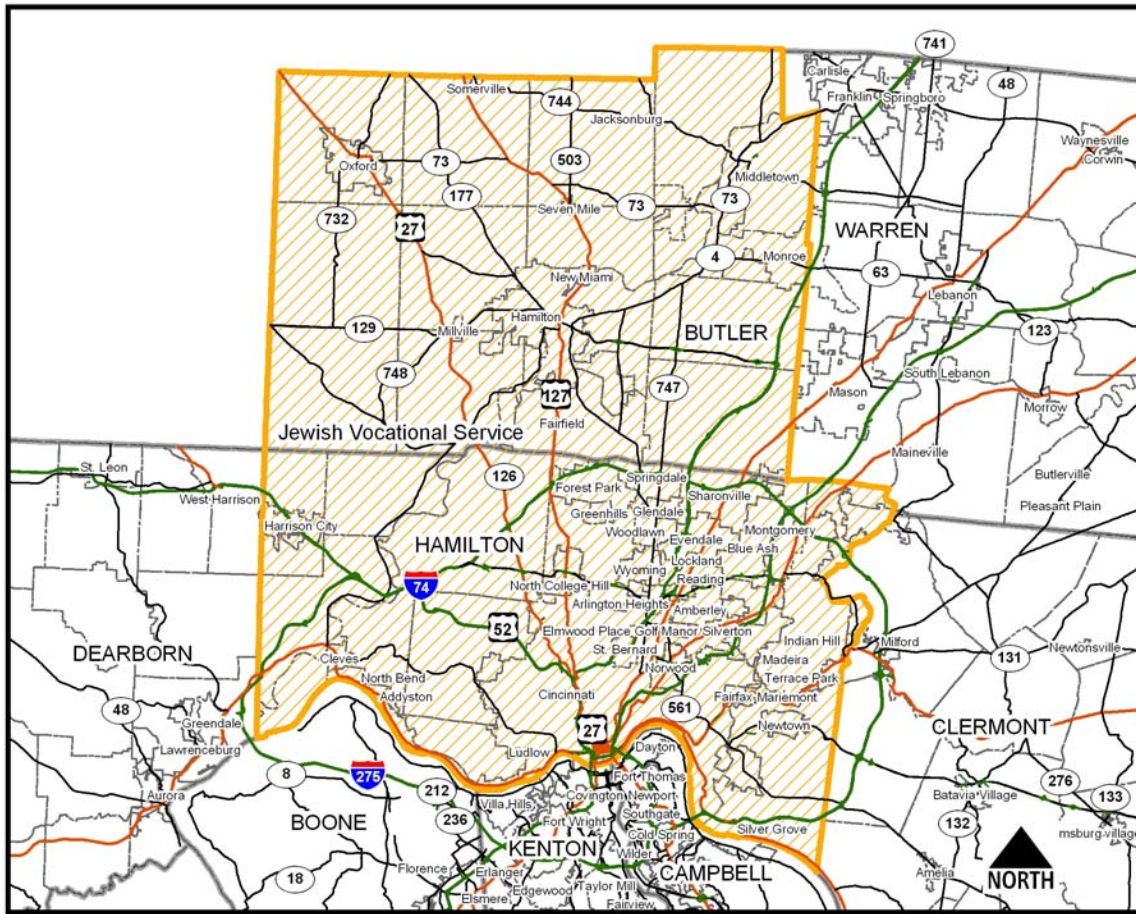 741
Carlisle
48
Franklin Springboro
Somerville
744
Jacksonburg
Waynesville
Corwin
Oxford
73
503
Middletown
177
73
73
732
Seven Mile
27
WARREN
4
Monroe
63
New Miami
Lebanon
Hamilton
129
Millville
BUTLER
123
748
South Lebanon
747
Mason
127
Morrow
Fairfield
Jewish Vocational Service
Maineville
St. Leon
126
Springdale
Butlerville
West Harrison
Forest Park
Sharonville
Pleasant Plain
Greenhills
Glendale
Harrison City
Woodlawn
Montgomery
HAMILTON
Evendale
Blue Ash
Lockland
Wyoming
Reading
74
North College Hill
Arlington Heights
Amberley
52
Elmwood Place
Golf Manor
Silverton
Indian Hill
Milford
St. Bernard
DEARBORN
Cleves
Madeira
131
Newtonsville
North Bend
Norwood
Terrace Park
Addyston
Cincinnati
Fairfax
Mariemont
48
561
Greendale
27
Newtown
CLERMONT
Lawrenceburg
Ludlow
Dayton
8
275
Fort Thomas
276
Aurora
212
Covington
Newport
Batavia Village
133
Villa Hills
236
Fort Wright
Southgate
132
BOONE
Cold Spring
Silver Grove
msburg village
KENTON
Wilder
Florence
Erlanger
CAMPBELL
Amelia
NORTH
18
Edgewood
Taylor Mill
Elsmere
Fairview